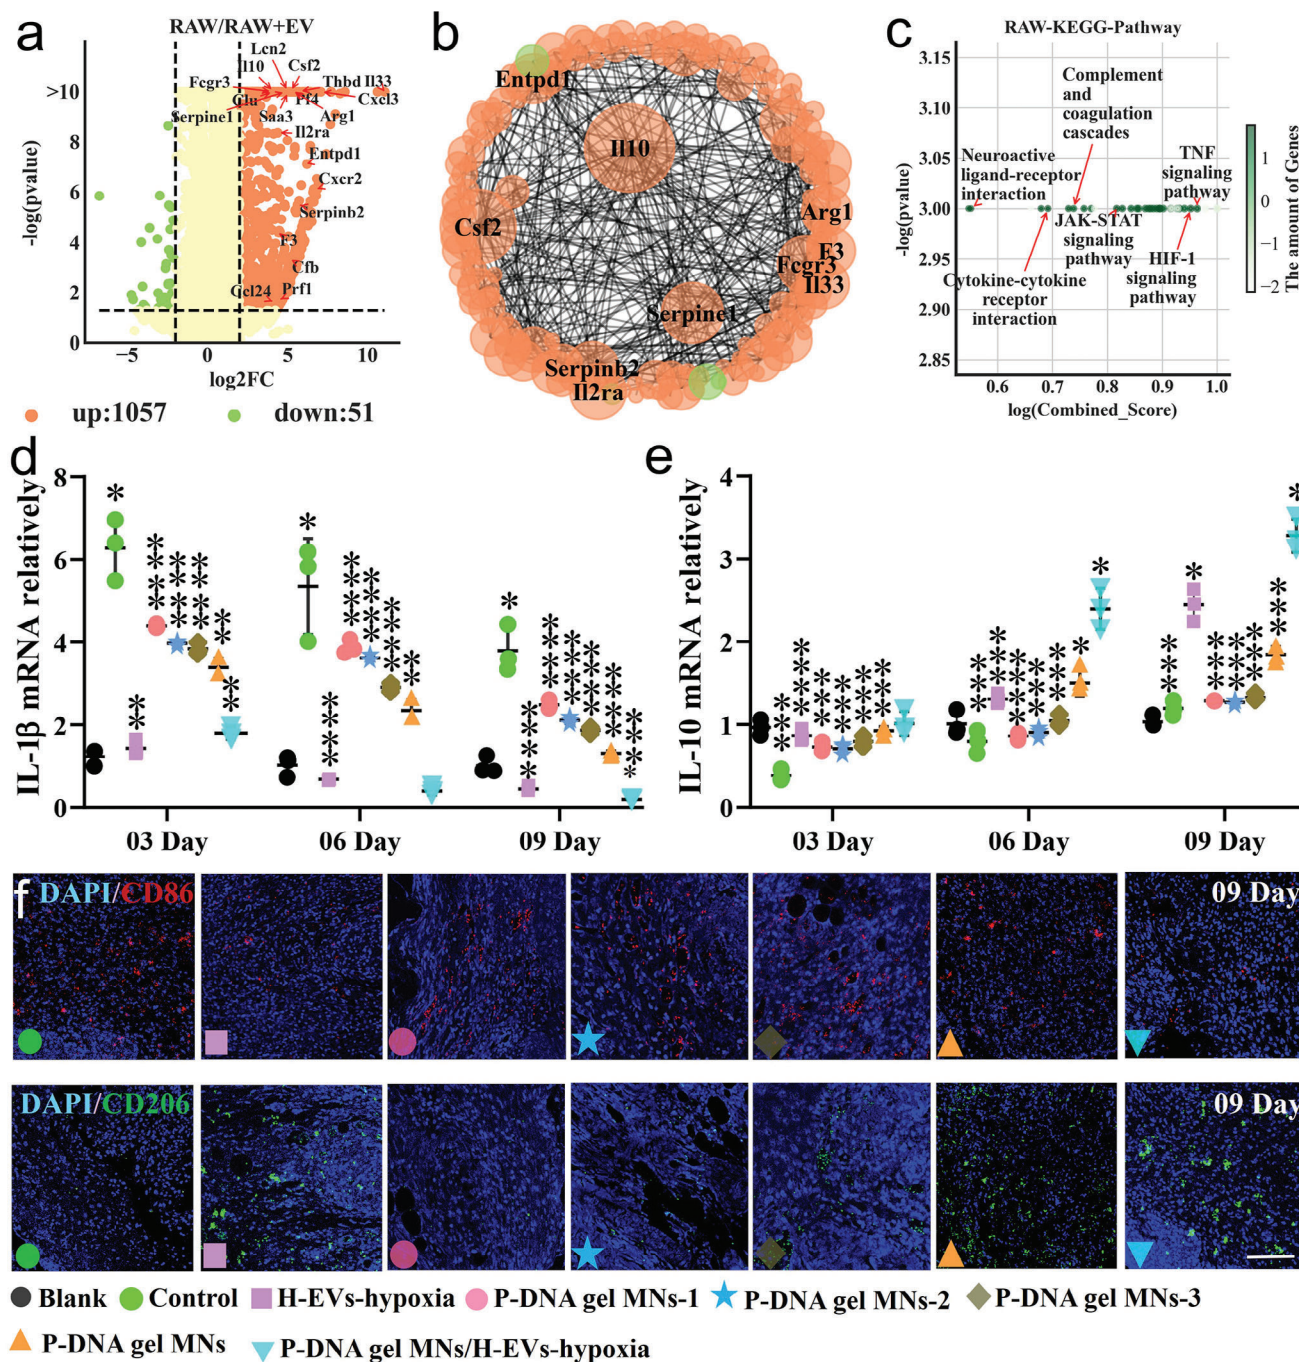 a
RAW/RAW+EV
Lcn2
Il10
Csf2
Fcgr3
Thbd
Il33
Clu
Pf4
Cxcl3
Serpine1
Saa3
Arg1
Il2ra
Entpd1
Cxcr2
Serpinb2
F3
Cfb
Ccl24
Prf1
>10
8
6
4
2
0
-log(pvalue)
−5
0
5
10
log2FC
up:1057
down:51
b
Entpd1
Il10
Csf2
Arg1
F3
Fcgr3
Il33
Serpine1
Serpinb2
Il2ra
c
RAW-KEGG-Pathway
3.15
3.10
3.05
3.00
2.95
2.90
2.85
-log(pvalue)
Complement
and
coagulation
cascades
Neuroactive
ligand-receptor
interaction
TNF
signaling
pathway
JAK-STAT
signaling
pathway
HIF-1
signaling
pathway
Cytokine-cytokine
receptor
interaction
0.6
0.7
0.8
0.9
1.0
log(Combined_Score)
1
0
−1
−2
The amount of Genes
d
IL-1β mRNA relatively
8
6
4
2
0
*
****
****
****
**
**
**
*
****
****
****
**
****
*
****
****
****
****
****
*
03 Day
06 Day
09 Day
e
IL-10 mRNA relatively
4
3
2
1
0
***
****
***
***
***
***
***
****
***
***
***
*
*
***
*
***
***
***
***
*
03 Day
06 Day
09 Day
f
DAPI/CD86
09 Day
DAPI/CD206
09 Day
Blank
Control
H-EVs-hypoxia
P-DNA gel MNs-1
P-DNA gel MNs-2
P-DNA gel MNs-3
P-DNA gel MNs
P-DNA gel MNs/H-EVs-hypoxia